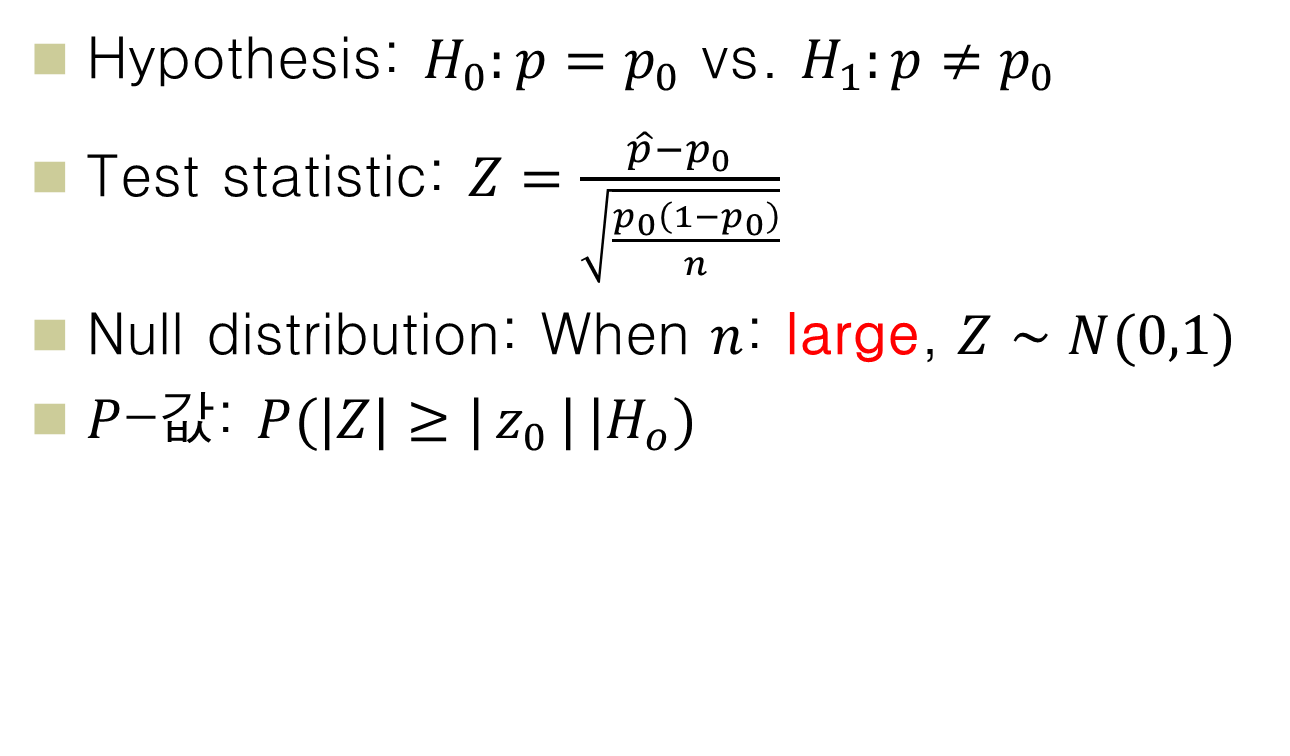 Hypothesis: H₀: p = p₀ vs. H₁: p ≠ p₀
Test statistic: Z = (p̂−p₀) / √(p₀(1−p₀)/n)
Null distribution: When n: large, Z ~ N(0,1)
P−값: P(|Z| ≥ | z₀ | |Hₒ)